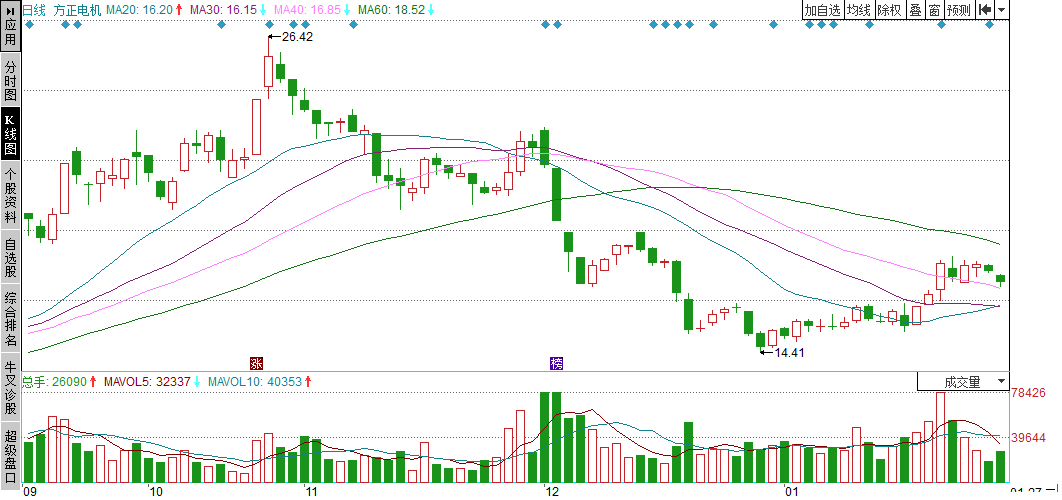 日线 方正电机 MA20: 16.20 MA30: 16.15 MA40: 16.85 MA60: 18.52
加自选 均线 除权 叠 窗 预测
应用
分时图
K线图
个股资料
自选股
综合排名
牛叉诊股
超级盘口
26.42
14.41
涨
榜
总手: 26090 MAVOL5: 32337 MAVOL10: 40353
成交量
78426
39644
09 10 11 12 01